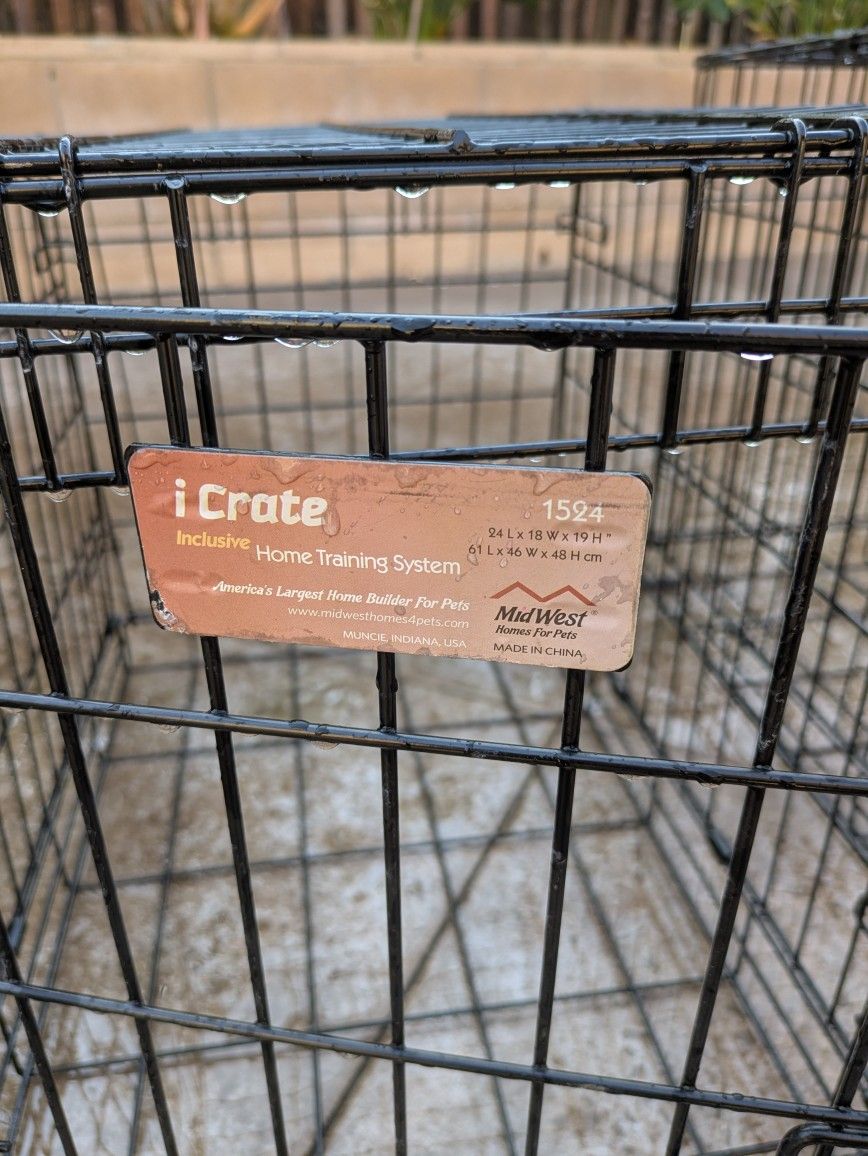 i Crate
1524
24 L x 18 W x 19 H "
61 L x 46 W x 48 H cm
Inclusive Home Training System
America's Largest Home Builder For Pets
www.midwesthomes4pets.com
MUNCIE, INDIANA, USA
MidWest®
Homes For Pets
MADE IN CHINA